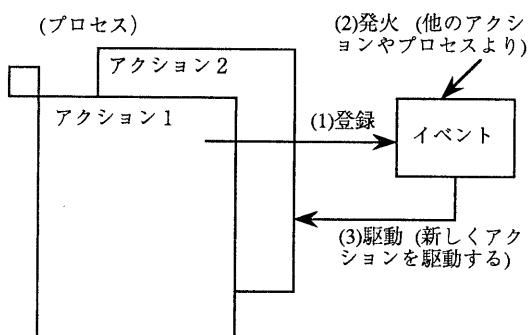 (プロセス)
(2)発火 (他のアクシ
ョンやプロセスより)
アクション2
アクション1
(1)登録
イベント
(3)駆動 (新しくアク
ションを駆動する)